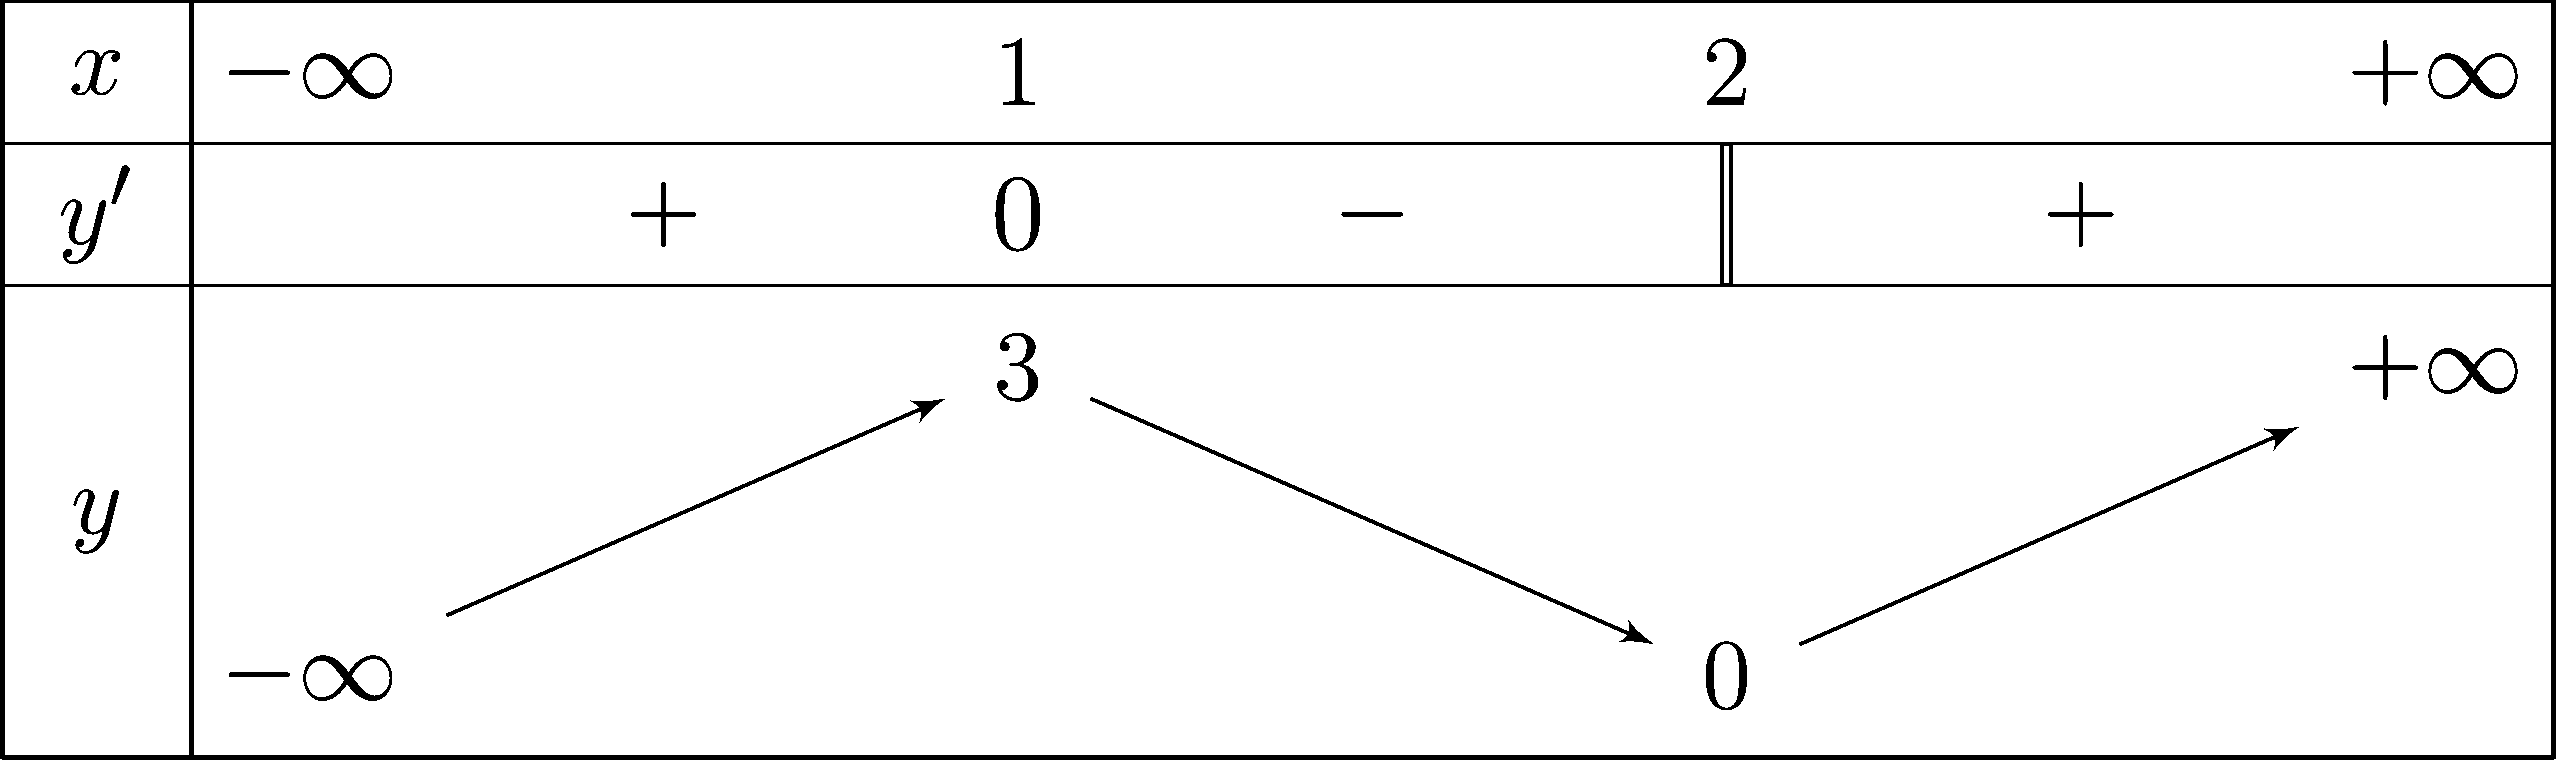 x −∞ 1 2 +∞
y′ + 0 − +
3 +∞
y
−∞ 0